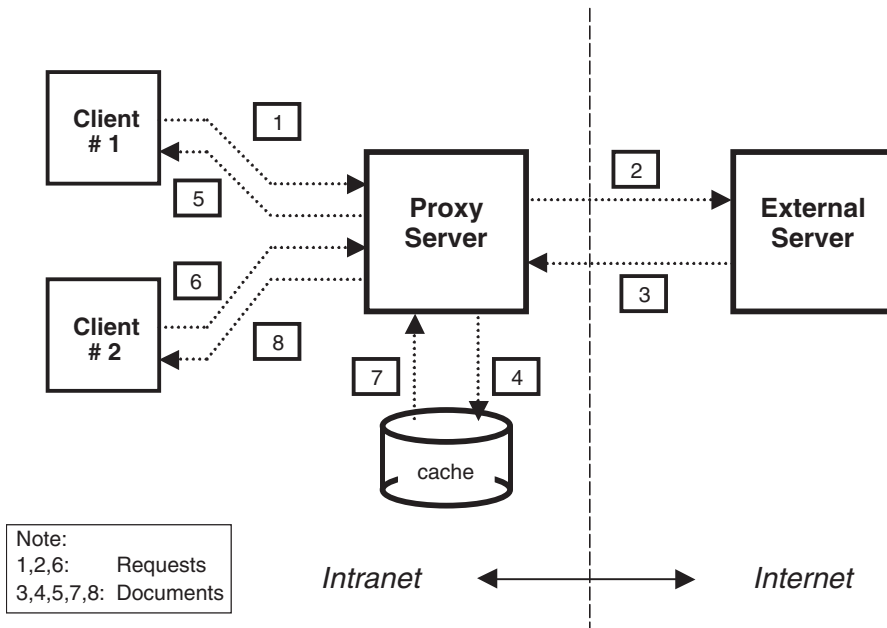 Client
# 1
1
5
Proxy
Server
2
External
Server
3
6
Client
# 2
8
7
4
cache
Note:
1,2,6: Requests
3,4,5,7,8: Documents
Intranet
Internet